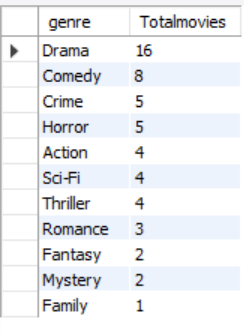 genre Totalmovies
Drama 16
Comedy 8
Crime 5
Horror 5
Action 4
Sci-Fi 4
Thriller 4
Romance 3
Fantasy 2
Mystery 2
Family 1